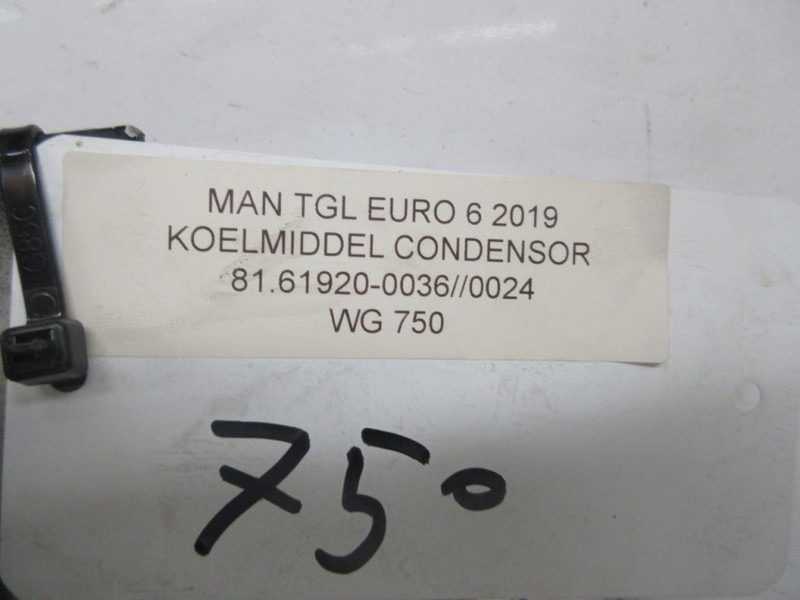 MAN TGL EURO 6 2019
KOELMIDDEL CONDENSOR
81.61920-0036//0024
WG 750
750